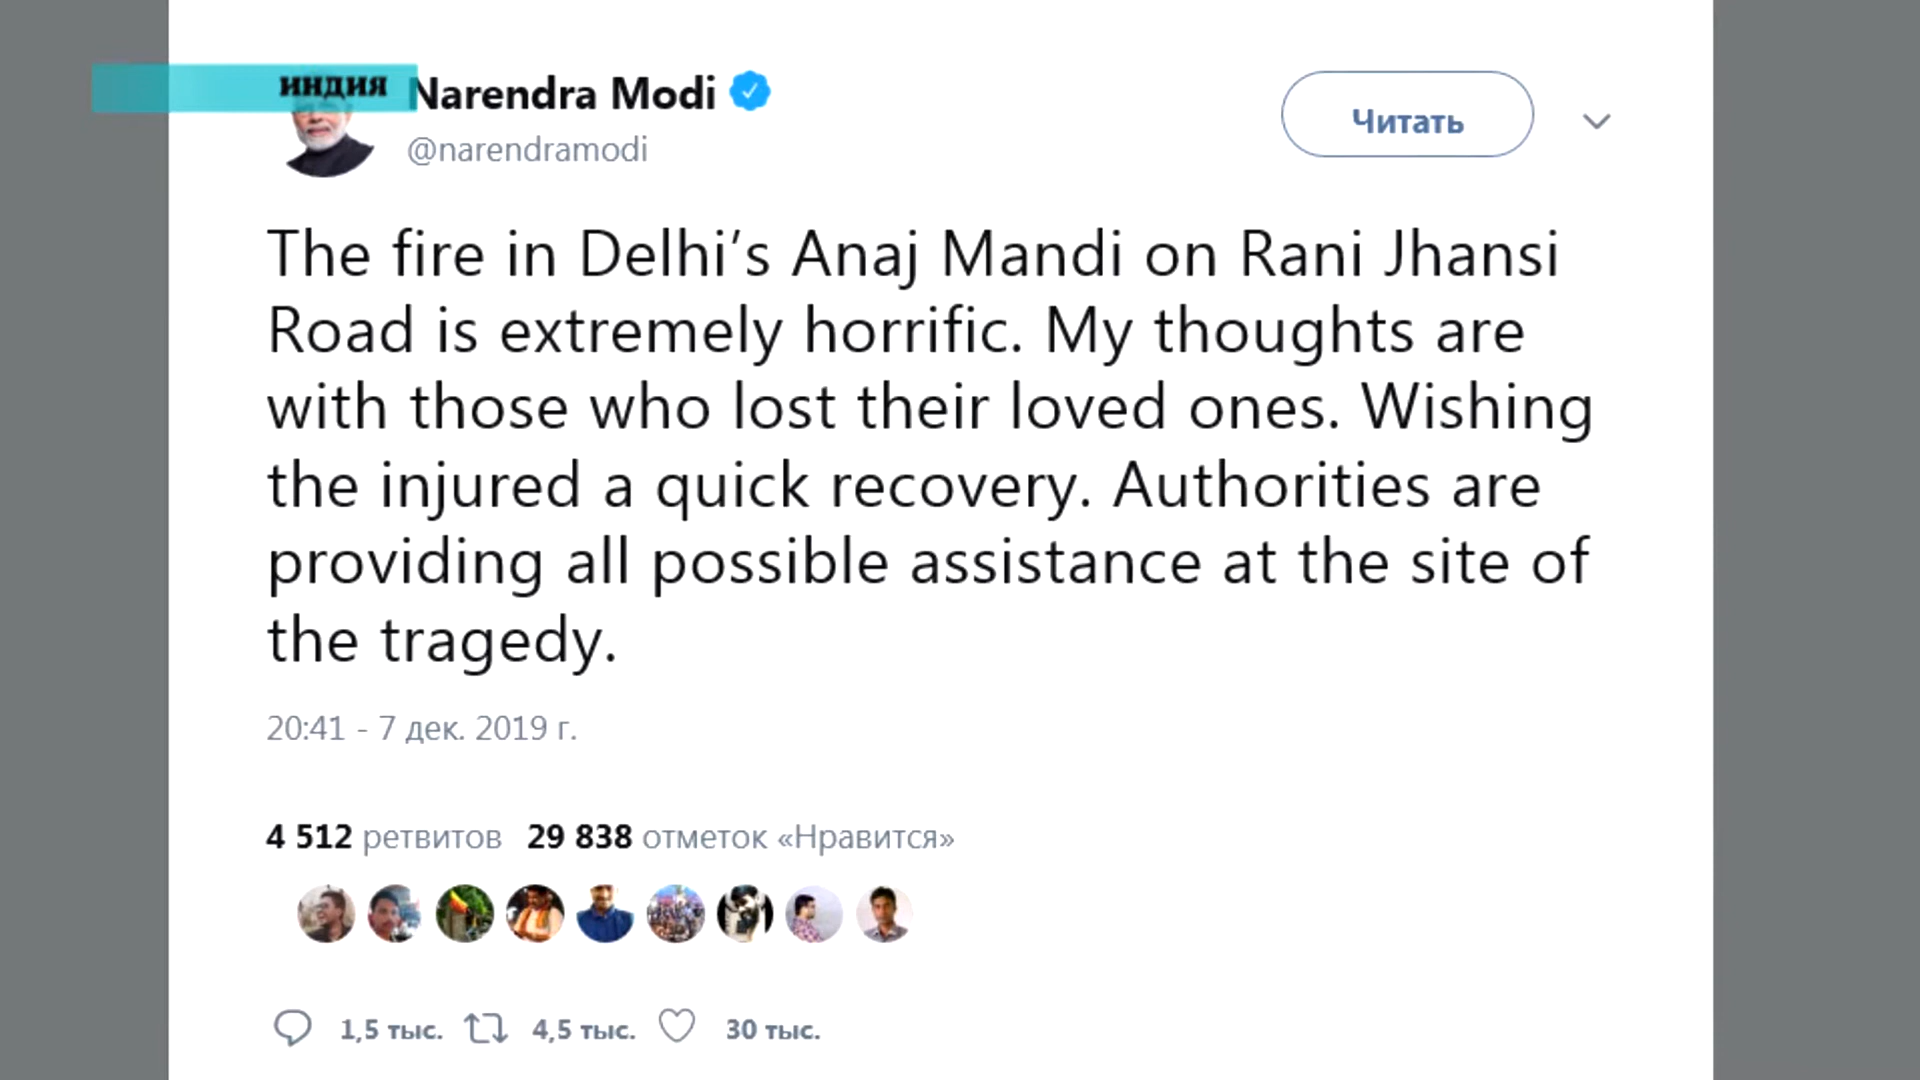 ИНДИЯ
Narendra Modi
@narendramodi
Читать
The fire in Delhi’s Anaj Mandi on Rani Jhansi
Road is extremely horrific. My thoughts are
with those who lost their loved ones. Wishing
the injured a quick recovery. Authorities are
providing all possible assistance at the site of
the tragedy.
20:41 - 7 дек. 2019 г.
4 512 ретвитов 29 838 отметок «Нравится»
1,5 тыс. 4,5 тыс. 30 тыс.